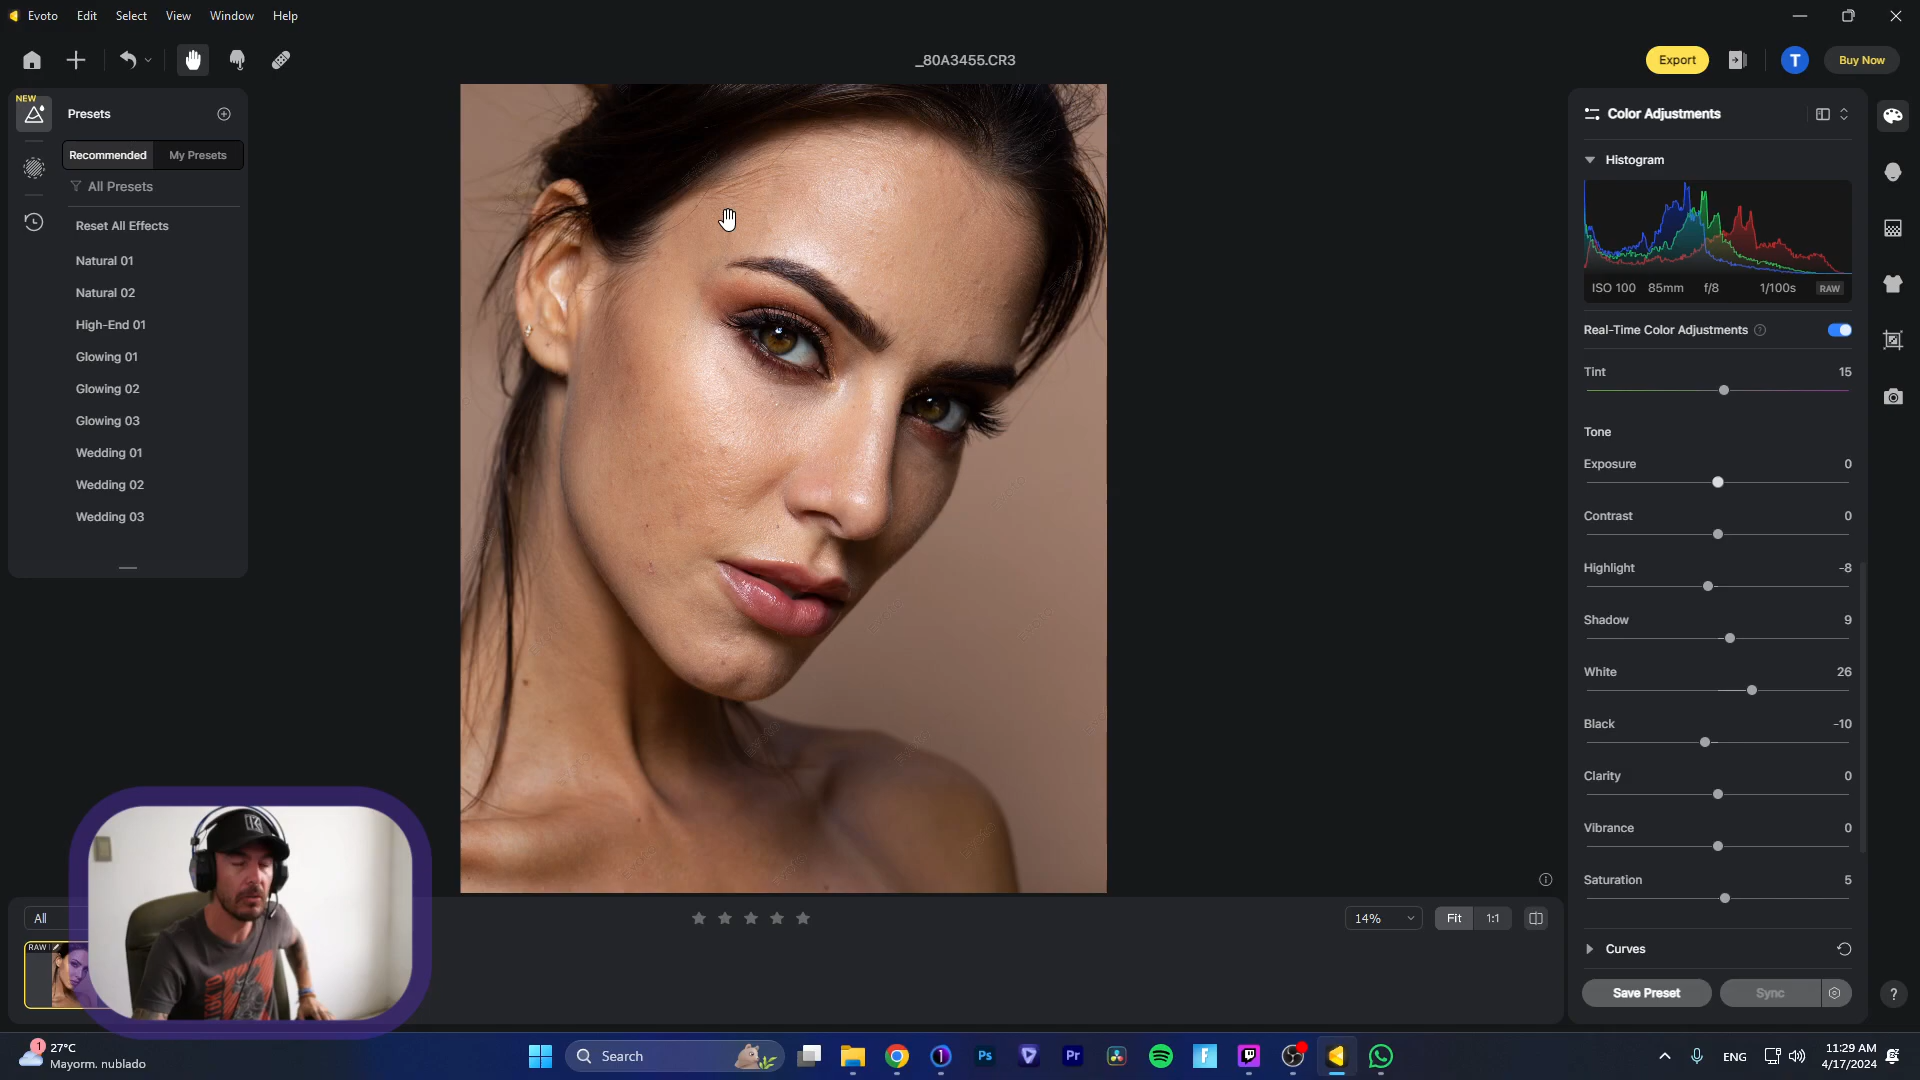 Evoto Edit Select View Window Help
_80A3455.CR3
Export
T
Buy Now
NEW
Presets
Recommended My Presets
All Presets
Reset All Effects
Natural 01
Natural 02
High-End 01
Glowing 01
Glowing 02
Glowing 03
Wedding 01
Wedding 02
Wedding 03
Color Adjustments
Histogram
ISO 100 85mm f/8 1/100s RAW
Real-Time Color Adjustments ?
Tint 15
Tone
Exposure 0
Contrast 0
Highlight -8
Shadow 9
White 26
Black -10
Clarity 0
Vibrance 0
Saturation 5
Curves
Save Preset Sync
?
All
14% Fit 1:1
RAW
1
27°C
Mayorm. nublado
Search
Ps
Pr
F
ENG
11:29 AM
4/17/2024